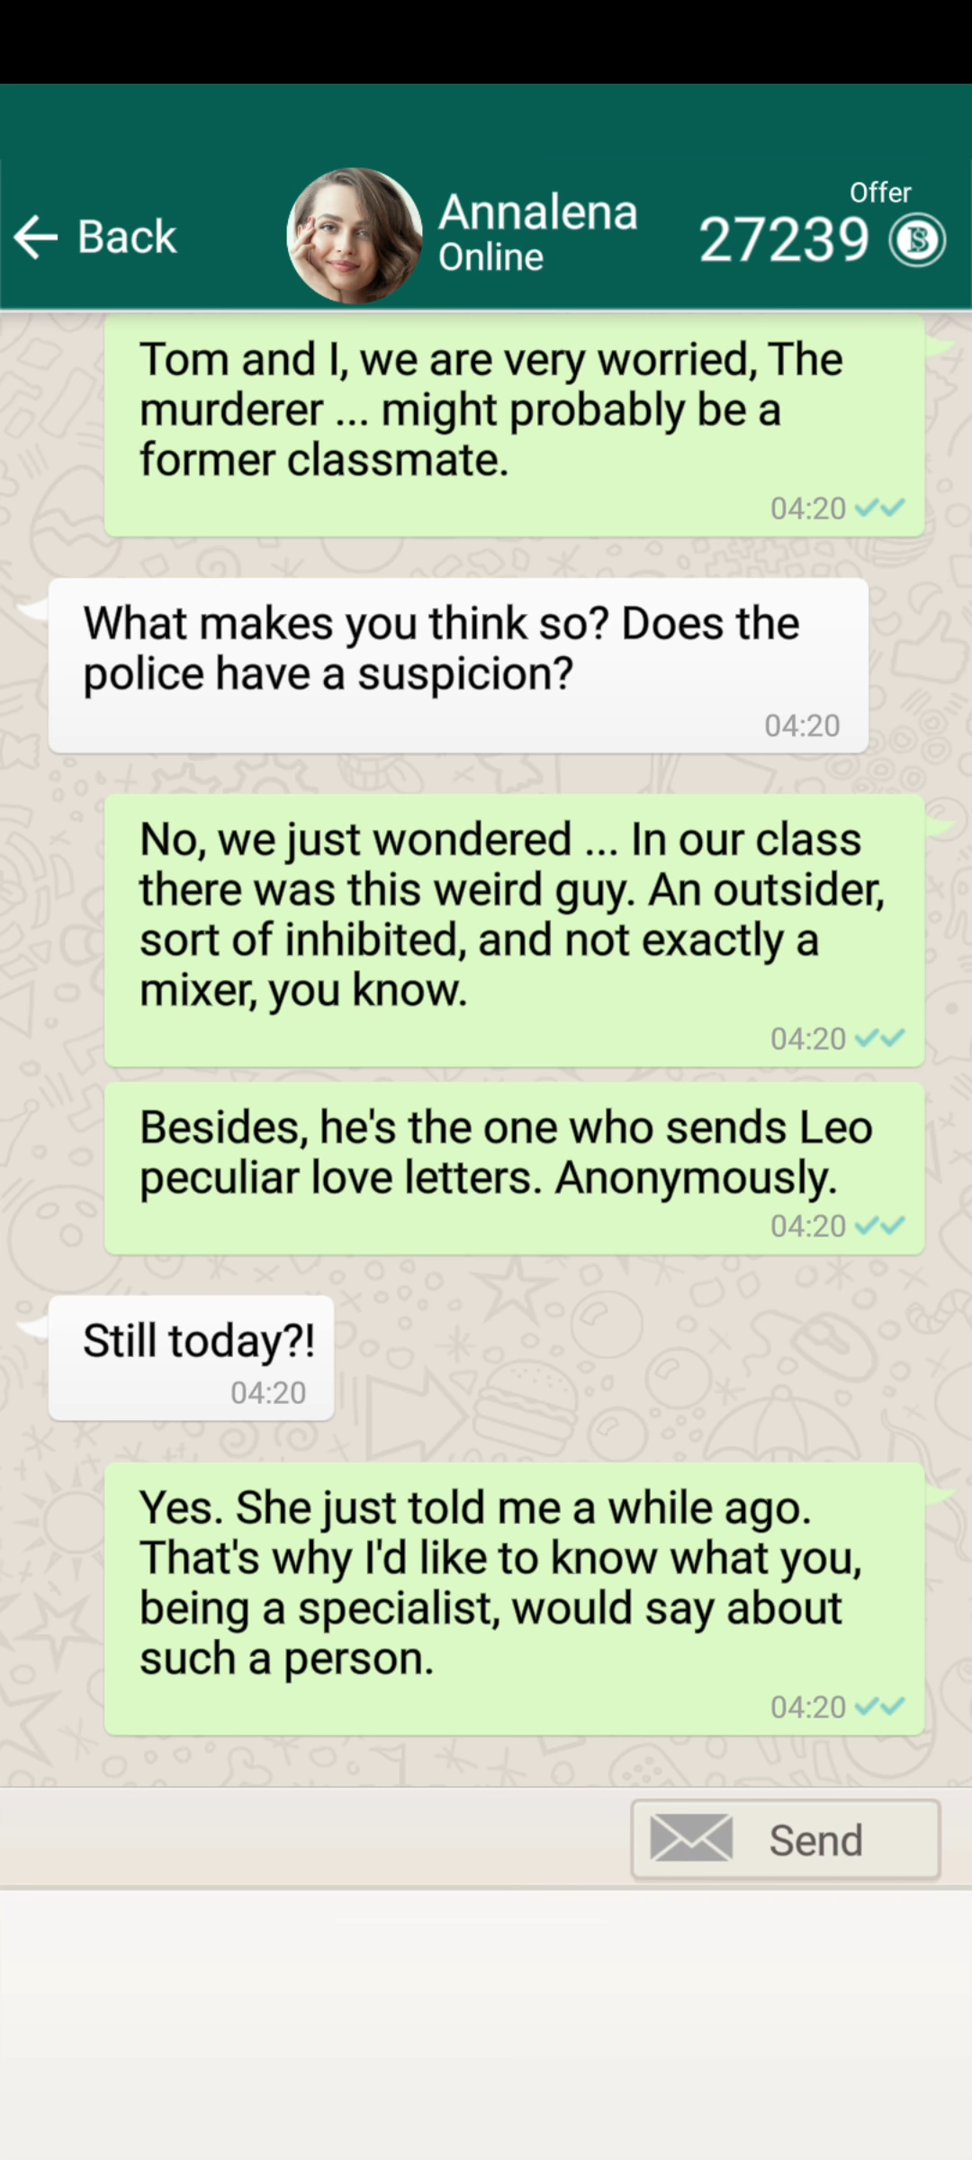 Offer
← Back
Annalena
Online
27239
Tom and I, we are very worried, The
murderer ... might probably be a
former classmate.
04:20
What makes you think so? Does the
police have a suspicion?
04:20
No, we just wondered ... In our class
there was this weird guy. An outsider,
sort of inhibited, and not exactly a
mixer, you know.
04:20
Besides, he's the one who sends Leo
peculiar love letters. Anonymously.
04:20
Still today?!
04:20
Yes. She just told me a while ago.
That's why I'd like to know what you,
being a specialist, would say about
such a person.
04:20
Send